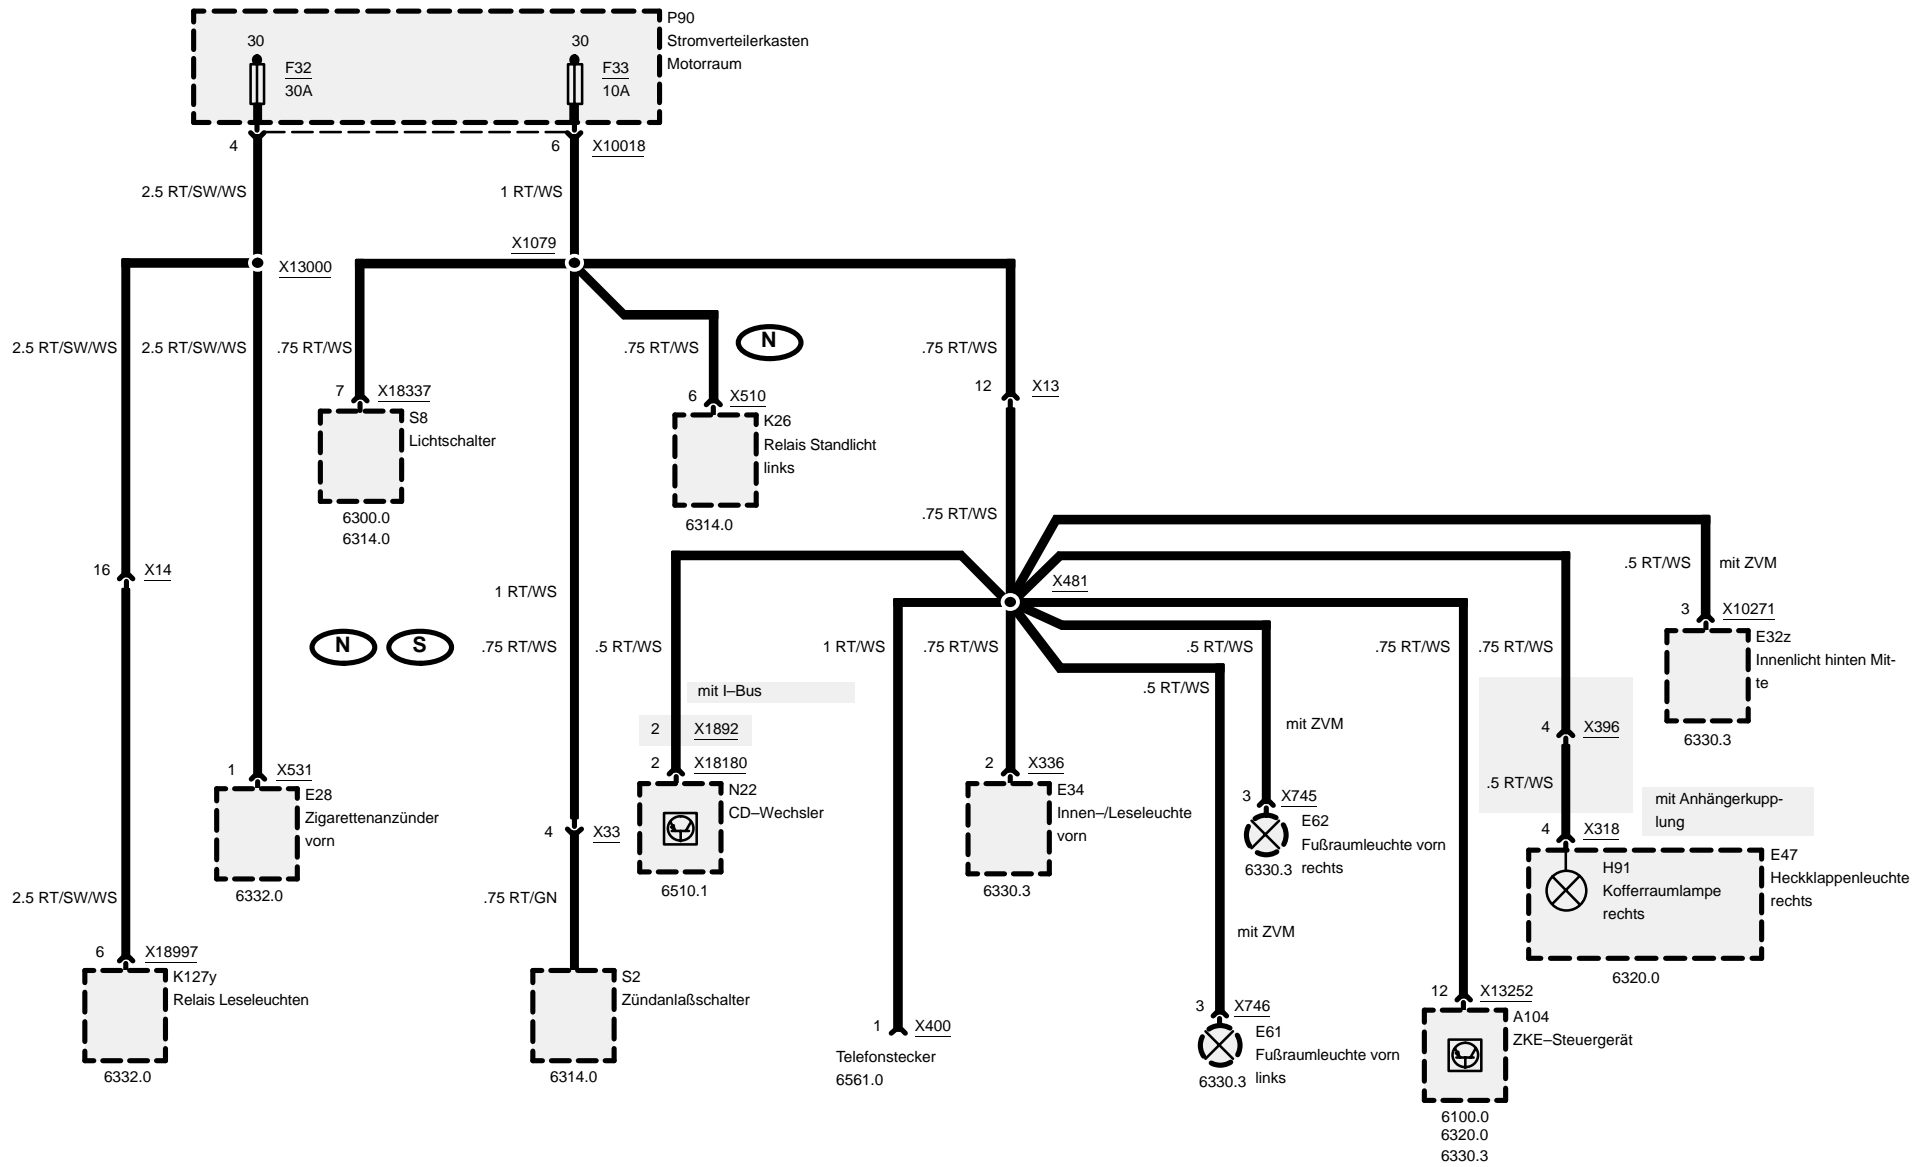 P90
Stromverteilerkasten
Motorraum
30
F32
30A
30
F33
10A
4
6
X10018
2.5 RT/SW/WS
1 RT/WS
X13000
X1079
2.5 RT/SW/WS
2.5 RT/SW/WS
.75 RT/WS
.75 RT/WS
N
.75 RT/WS
7
X18337
S8
Lichtschalter
6300.0
6314.0
6
X510
K26
Relais Standlicht
links
6314.0
12
X13
.75 RT/WS
16
X14
1 RT/WS
X481
.5 RT/WS
mit ZVM
3
X10271
E32z
Innenlicht hinten Mit-
te
6330.3
N
S
.75 RT/WS
.5 RT/WS
1 RT/WS
.75 RT/WS
.5 RT/WS
.5 RT/WS
.75 RT/WS
.75 RT/WS
mit I–Bus
2
X1892
2
X18180
N22
CD–Wechsler
6510.1
mit ZVM
4
X396
.5 RT/WS
mit Anhängerkupp-
lung
1
X531
E28
Zigarettenanzünder
vorn
6332.0
4
X33
2
X336
E34
Innen–/Leseleuchte
vorn
6330.3
3
X745
E62
Fußraumleuchte vorn
rechts
6330.3
4
X318
E47
Heckklappenleuchte
rechts
H91
Kofferraumlampe
rechts
6320.0
2.5 RT/SW/WS
.75 RT/GN
mit ZVM
6
X18997
K127y
Relais Leseleuchten
6332.0
S2
Zündanlaßschalter
6314.0
1
X400
Telefonstecker
6561.0
3
X746
E61
Fußraumleuchte vorn
links
6330.3
12
X13252
A104
ZKE–Steuergerät
6100.0
6320.0
6330.3